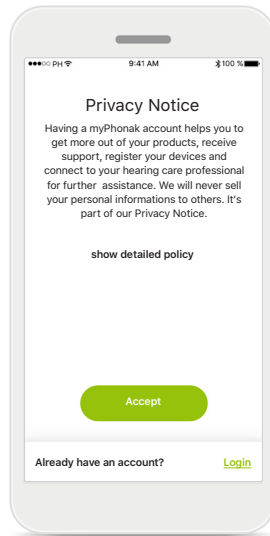 PH 9:41 AM 100 %
Privacy Notice
Having a myPhonak account helps you to
get more out of your products, receive
support, register your devices and
connect to your hearing care professional
for further assistance. We will never sell
your personal informations to others. It's
part of our Privacy Notice.
show detailed policy
Accept
Already have an account? Login